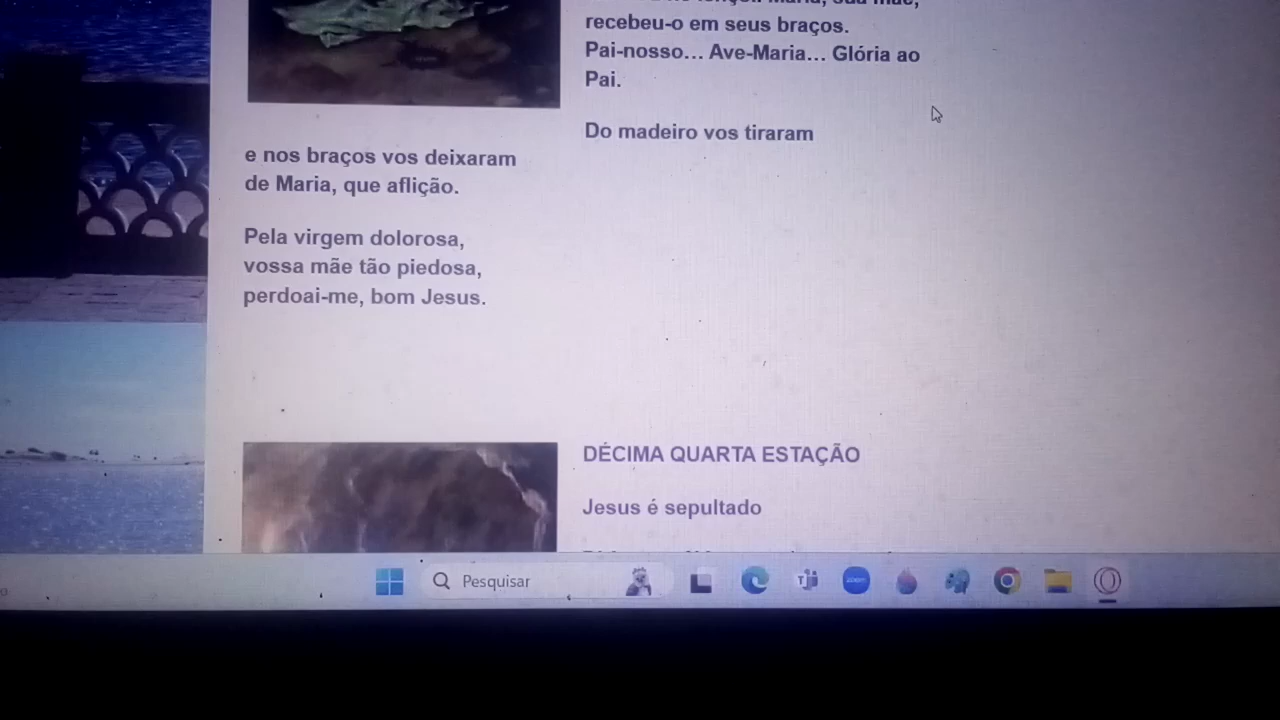 recebeu-o em seus braços.
Pai-nosso... Ave-Maria... Glória ao
Pai.
Do madeiro vos tiraram
e nos braços vos deixaram
de Maria, que aflição.
Pela virgem dolorosa,
vossa mãe tão piedosa,
perdoai-me, bom Jesus.
DÉCIMA QUARTA ESTAÇÃO
Jesus é sepultado
Pesquisar
zoom